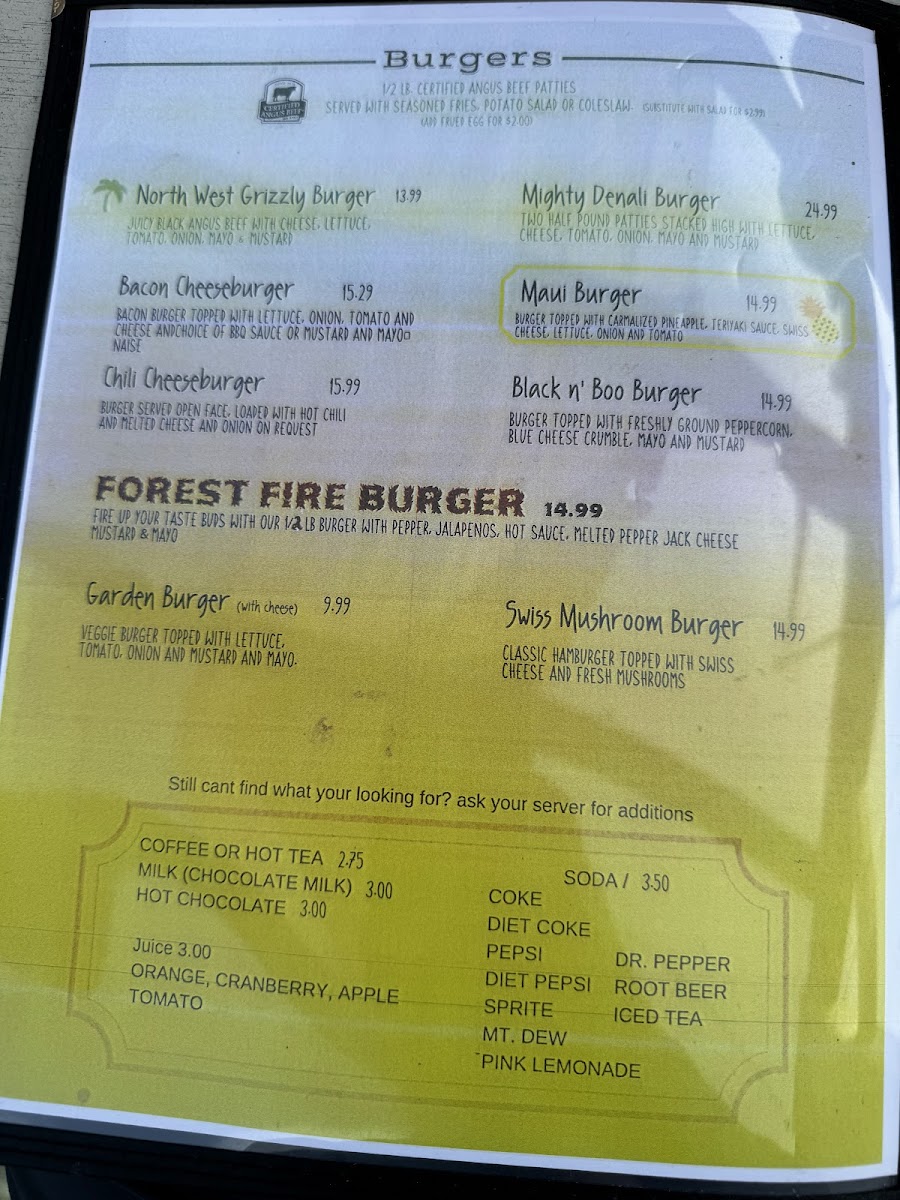 Burgers
1/2 LB. CERTIFIED ANGUS BEEF PATTIES
SERVED WITH SEASONED FRIES, POTATO SALAD OR COLESLAW. (SUBSTITUTE WITH SALAD FOR $2.99)
(ADD FRUED EGG FOR $2.00)
CERTIFIED
ANGUS BEEF
North West Grizzly Burger 13.99
JUICY BLACK ANGUS BEEF WITH CHEESE, LETTUCE,
TOMATO, ONION, MAYO & MUSTARD
Mighty Denali Burger 24.99
TWO HALF POUND PATTIES STACKED HIGH WITH LETTUCE,
CHEESE, TOMATO, ONION, MAYO AND MUSTARD
Bacon Cheeseburger 15.29
BACON BURGER TOPPED WITH LETTUCE, ONION, TOMATO AND
CHEESE ANDCHOICE OF BBQ SAUCE OR MUSTARD AND MAYO
NAISE
Maui Burger 14.99
BURGER TOPPED WITH CARMALIZED PINEAPPLE, TERIYAKI SAUCE, SWISS
CHEESE, LETTUCE, ONION AND TOMATO
Chili Cheeseburger 15.99
BURGER SERVED OPEN FACE, LOADED WITH HOT CHILI
AND MELTED CHEESE AND ONION ON REQUEST
Black n' Boo Burger 14.99
BURGER TOPPED WITH FRESHLY GROUND PEPPERCORN,
BLUE CHEESE CRUMBLE, MAYO AND MUSTARD
FOREST FIRE BURGER 14.99
FIRE UP YOUR TASTE BUDS WITH OUR 1/2 LB BURGER WITH PEPPER, JALAPENOS, HOT SAUCE, MELTED PEPPER JACK CHEESE
MUSTARD & MAYO
Garden Burger (with cheese) 9.99
VEGGIE BURGER TOPPED WITH LETTUCE,
TOMATO, ONION AND MUSTARD AND MAYO.
Swiss Mushroom Burger 14.99
CLASSIC HAMBURGER TOPPED WITH SWISS
CHEESE AND FRESH MUSHROOMS
Still cant find what your looking for? ask your server for additions
COFFEE OR HOT TEA 2.75
MILK (CHOCOLATE MILK) 3.00
HOT CHOCOLATE 3.00
Juice 3.00
ORANGE, CRANBERRY, APPLE
TOMATO
SODA / 3.50
COKE
DIET COKE
PEPSI
DIET PEPSI
SPRITE
MT. DEW
PINK LEMONADE
DR. PEPPER
ROOT BEER
ICED TEA